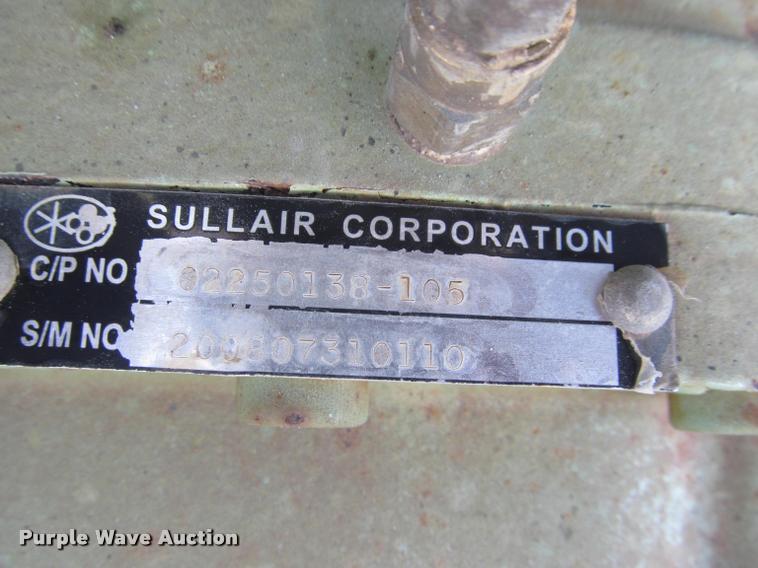 SULLAIR CORPORATION
C/P NO 02250138-105
S/M NO 200807310110
Purple Wave Auction